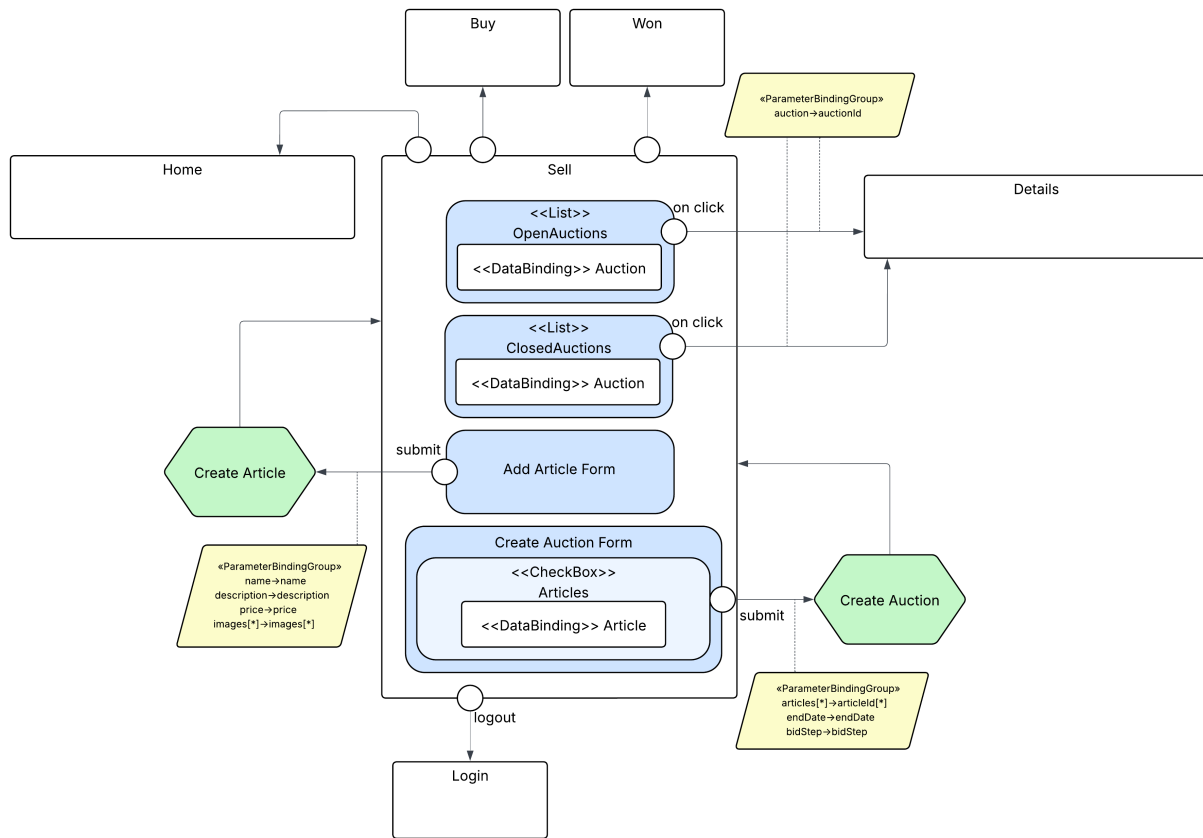 Buy
Won
«ParameterBindingGroup»
auction→auctionId
Home
Sell
Details
<<List>>
OpenAuctions
on click
<<DataBinding>> Auction
<<List>>
ClosedAuctions
on click
<<DataBinding>> Auction
submit
Add Article Form
Create Article
Create Auction Form
<<CheckBox>>
Articles
<<DataBinding>> Article
submit
Create Auction
«ParameterBindingGroup»
name→name
description→description
price→price
images[*]→images[*]
«ParameterBindingGroup»
articles[*]→articleId[*]
endDate→endDate
bidStep→bidStep
logout
Login